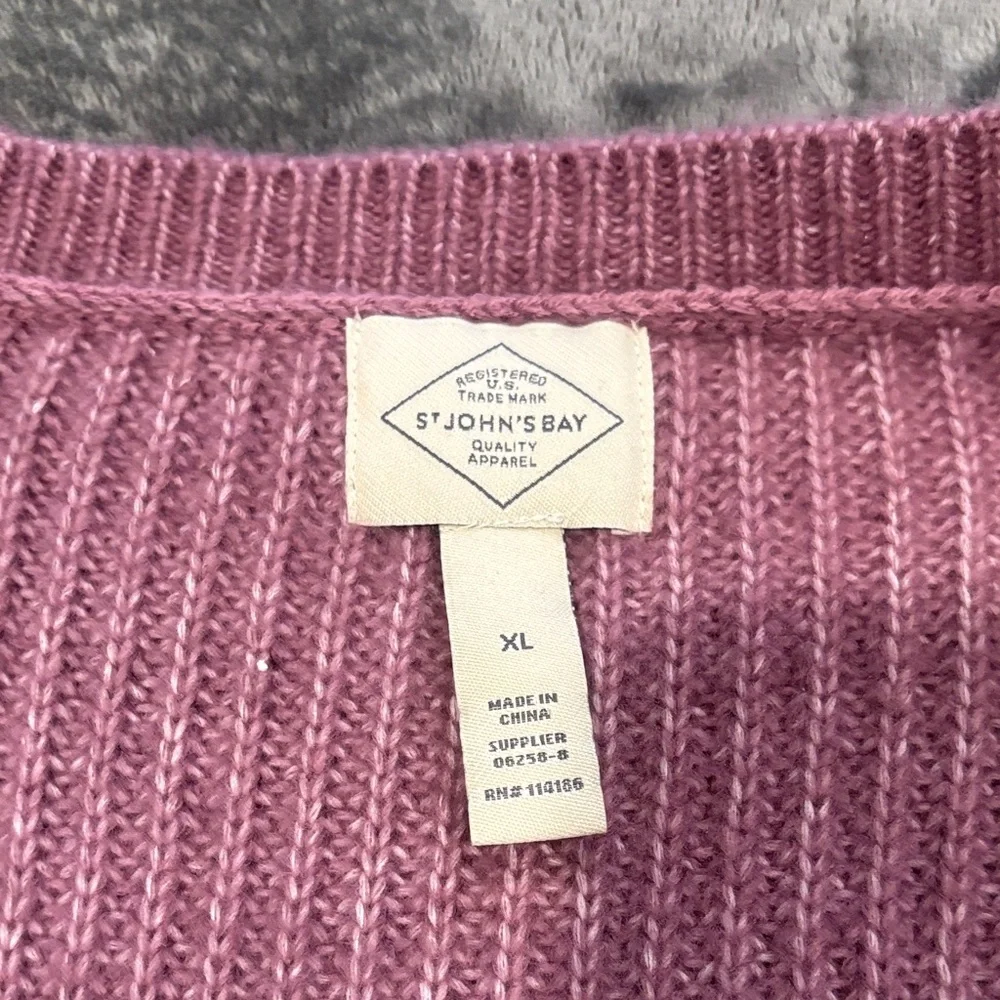 REGISTERED
U.S.
TRADE MARK
ST JOHN'S BAY
QUALITY
APPAREL
XL
MADE IN
CHINA
SUPPLIER
06258-8
RN# 114186